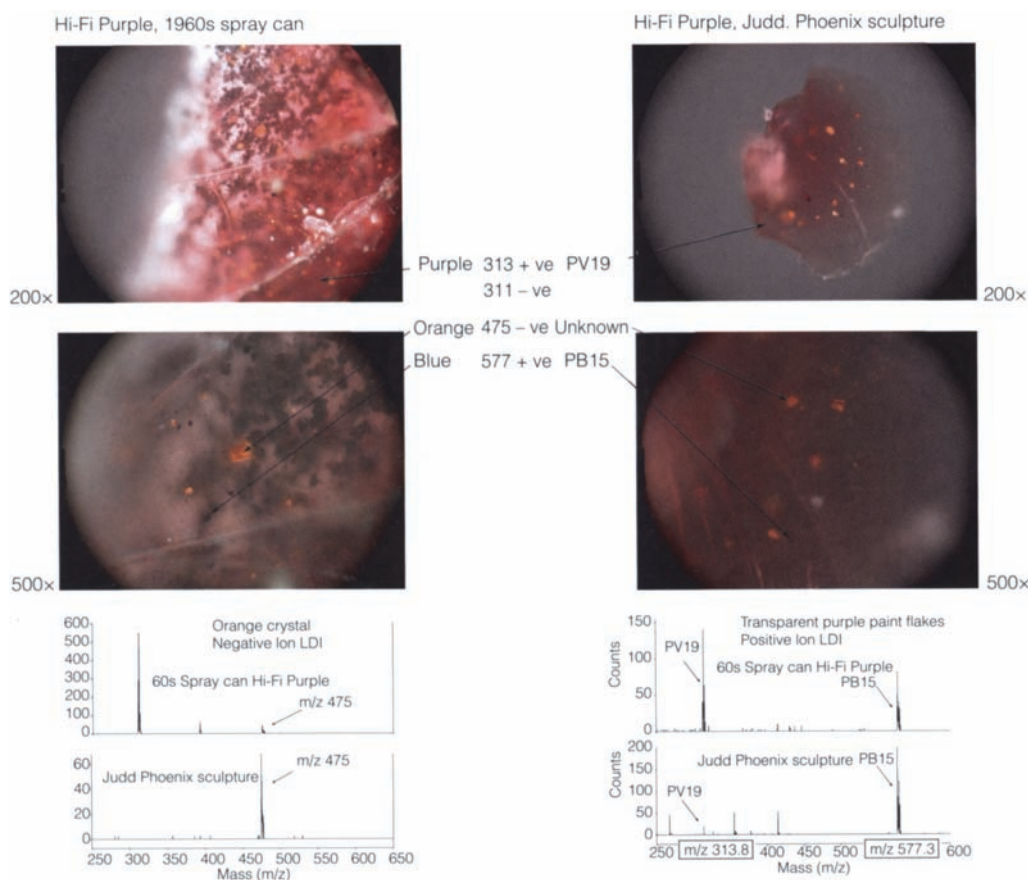 Hi-Fi Purple, 1960s spray can
Hi-Fi Purple, Judd. Phoenix sculpture
Purple 313 + ve PV19
311 – ve
200×
200×
Orange 475 – ve Unknown
Blue 577 + ve PB15
500×
500×
600
500
400
300
200
100
0
Orange crystal
Negative Ion LDI
60s Spray can Hi-Fi Purple
m/z 475
60
40
20
0
Judd Phoenix sculpture
m/z 475
250 300 350 400 450 500 550 600 650
Mass (m/z)
Counts
150
100
50
0
Transparent purple paint flakes
Positive Ion LDI
PV19
60s Spray can Hi-Fi Purple
PB15
Counts
200
150
100
50
0
Judd Phoenix sculpture PB15
PV19
250 m/z 313.8 400 450 500 m/z 577.3 600
Mass (m/z)